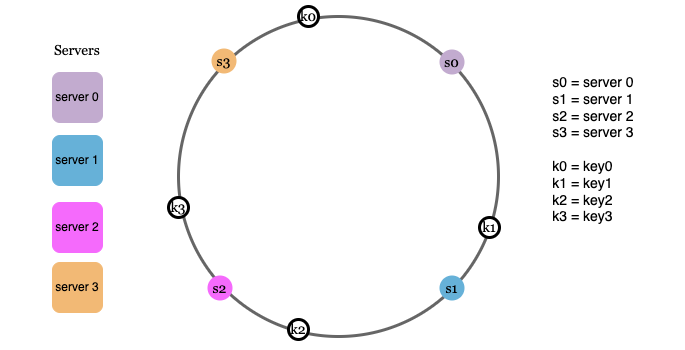 Servers
server 0
server 1
server 2
server 3
k0
s3
s0
k3
k1
s2
s1
k2
s0 = server 0
s1 = server 1
s2 = server 2
s3 = server 3
k0 = key0
k1 = key1
k2 = key2
k3 = key3